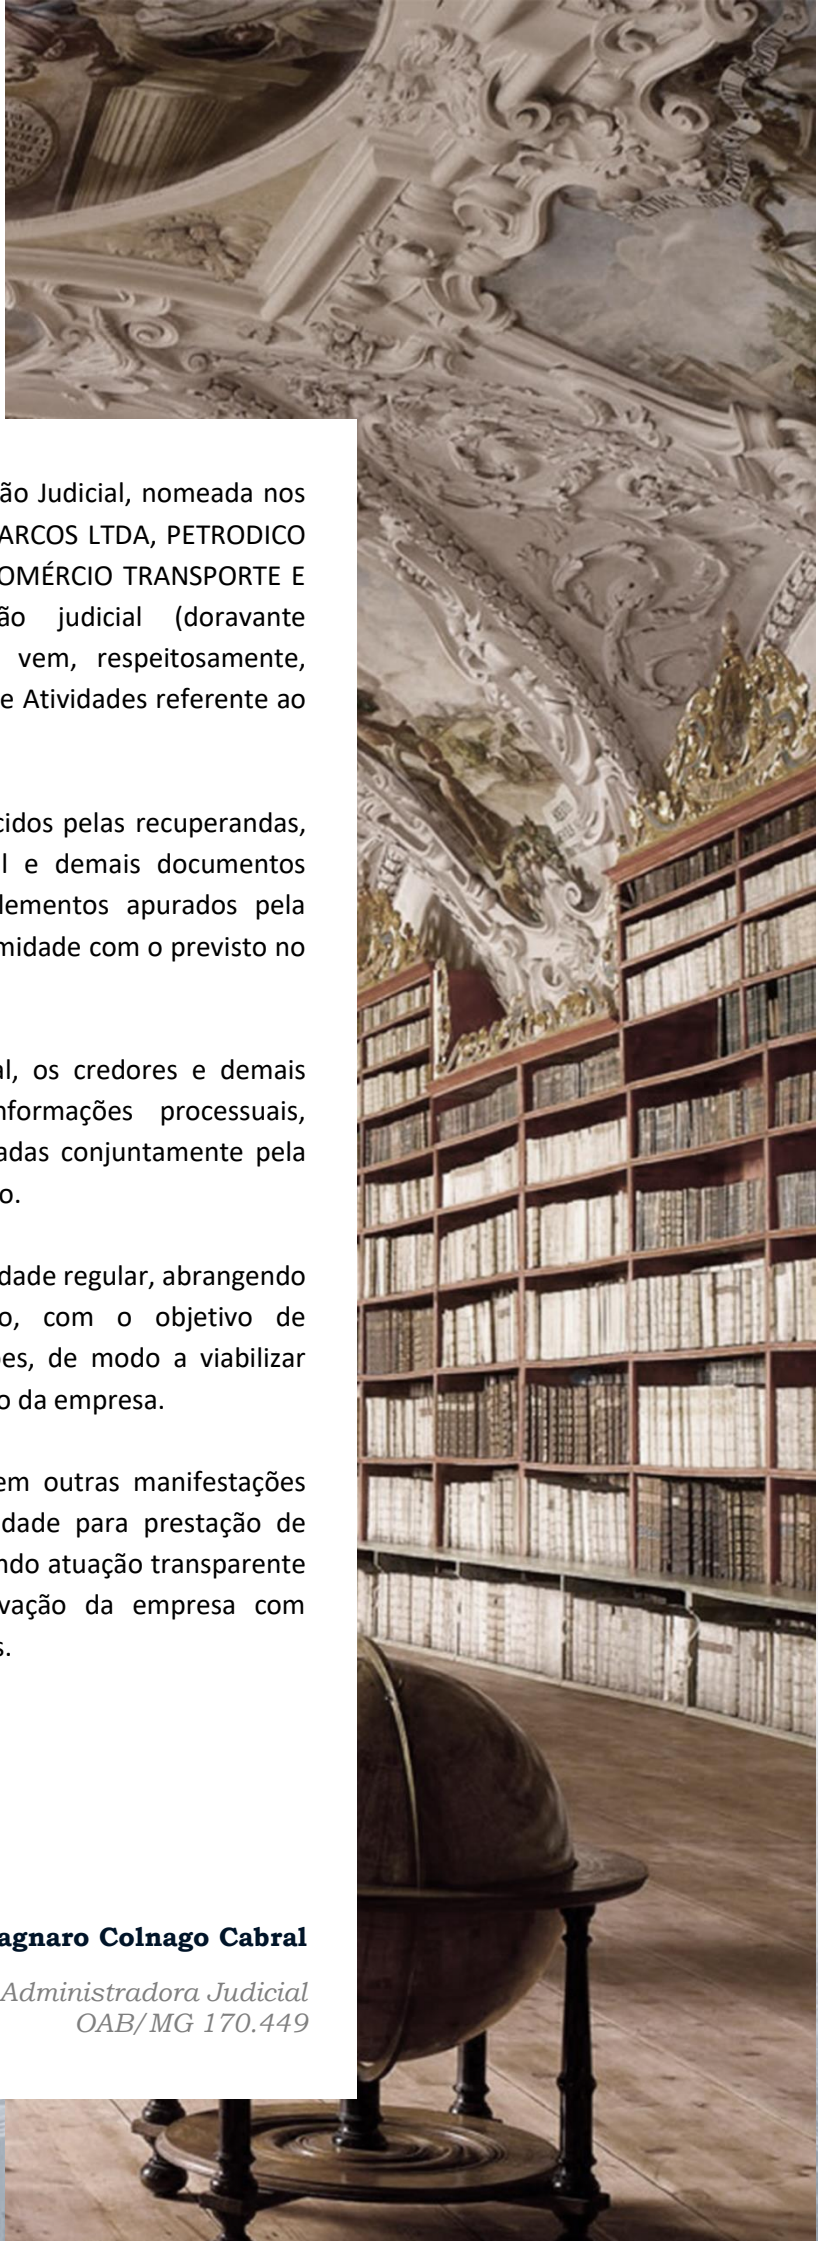 ão Judicial, nomeada nos
ARCOS LTDA, PETRODICO
OMÉRCIO TRANSPORTE E
ão judicial (doravante
vem, respeitosamente,
e Atividades referente ao
cidos pelas recuperandas,
l e demais documentos
lementos apurados pela
midade com o previsto no
al, os credores e demais
nformações processuais,
adas conjuntamente pela
o.
dade regular, abrangendo
o, com o objetivo de
ões, de modo a viabilizar
o da empresa.
em outras manifestações
dade para prestação de
ndo atuação transparente
vação da empresa com
s.
agnaro Colnago Cabral
Administradora Judicial
OAB/MG 170.449